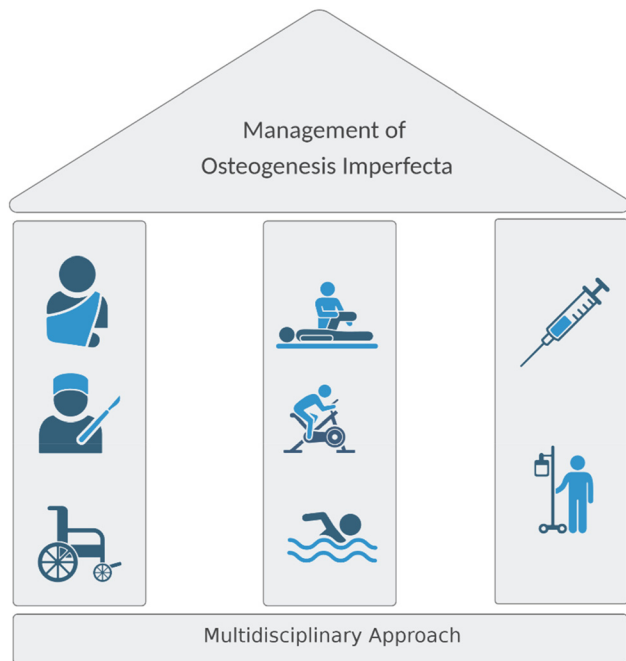 Management of
Osteogenesis Imperfecta
Multidisciplinary Approach